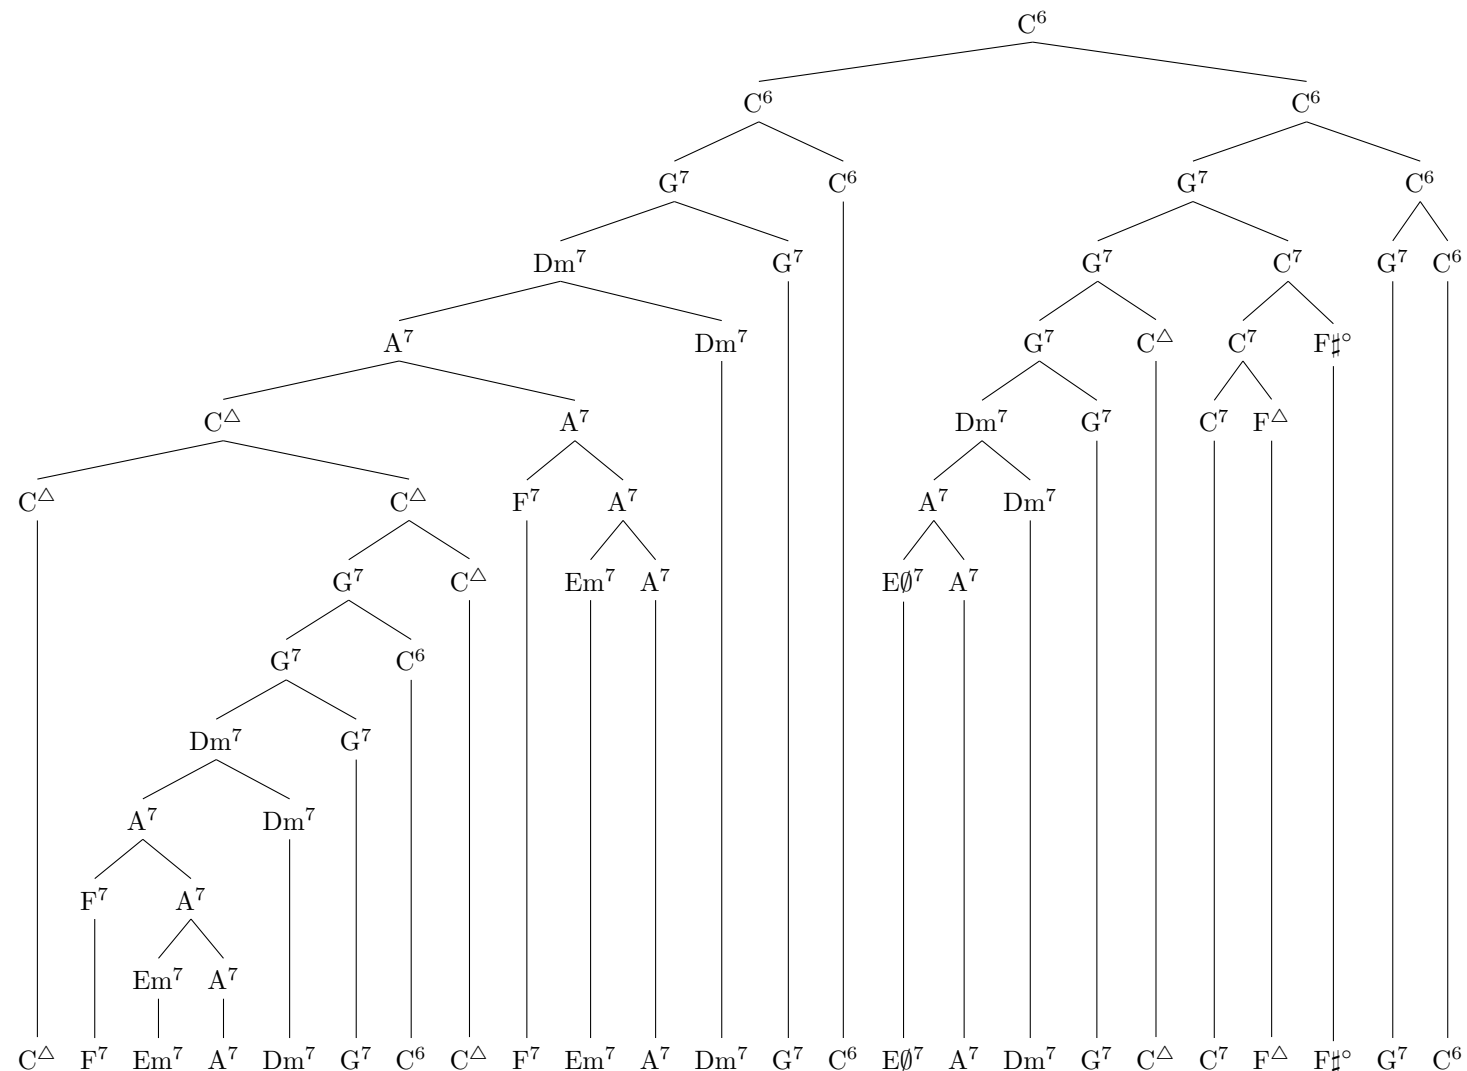 C⁶
C⁶ C⁶
G⁷ C⁶ G⁷ C⁶
Dm⁷ G⁷ G⁷ C⁷ G⁷ C⁶
A⁷ Dm⁷ G⁷ C△ C⁷ F♯°
C△ A⁷ Dm⁷ G⁷ C⁷ F△
C△ C△ F⁷ A⁷ A⁷ Dm⁷
G⁷ C△ Em⁷ A⁷ E∅⁷ A⁷
G⁷ C⁶
Dm⁷ G⁷
A⁷ Dm⁷
F⁷ A⁷
Em⁷ A⁷
C△ F⁷ Em⁷ A⁷ Dm⁷ G⁷ C⁶ C△ F⁷ Em⁷ A⁷ Dm⁷ G⁷ C⁶ E∅⁷ A⁷ Dm⁷ G⁷ C△ C⁷ F△ F♯° G⁷ C⁶